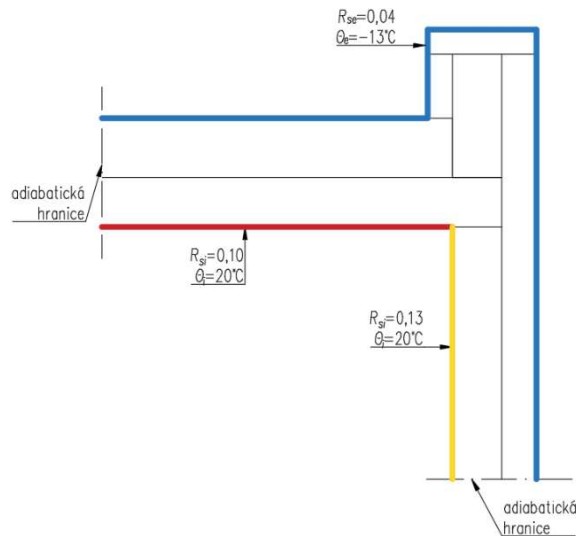 Rse=0,04
Θe=-13°C
adiabatická
hranice
Rsi=0,10
Θi=20°C
Rsi=0,13
Θi=20°C
adiabatická
hranice